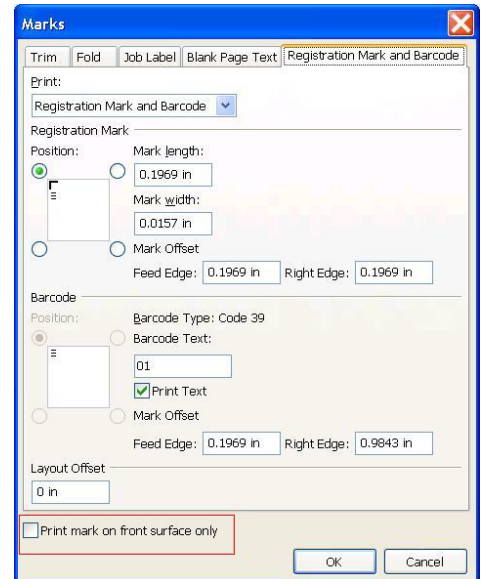 Marks
Trim Fold Job Label Blank Page Text Registration Mark and Barcode
Print:
Registration Mark and Barcode
Registration Mark
Position: Mark length:
0.1969 in
Mark width:
0.0157 in
Mark Offset
Feed Edge: 0.1969 in Right Edge: 0.1969 in
Barcode
Position: Barcode Type: Code 39
Barcode Text:
01
Print Text
Mark Offset
Feed Edge: 0.1969 in Right Edge: 0.9843 in
Layout Offset
0 in
Print mark on front surface only
OK Cancel